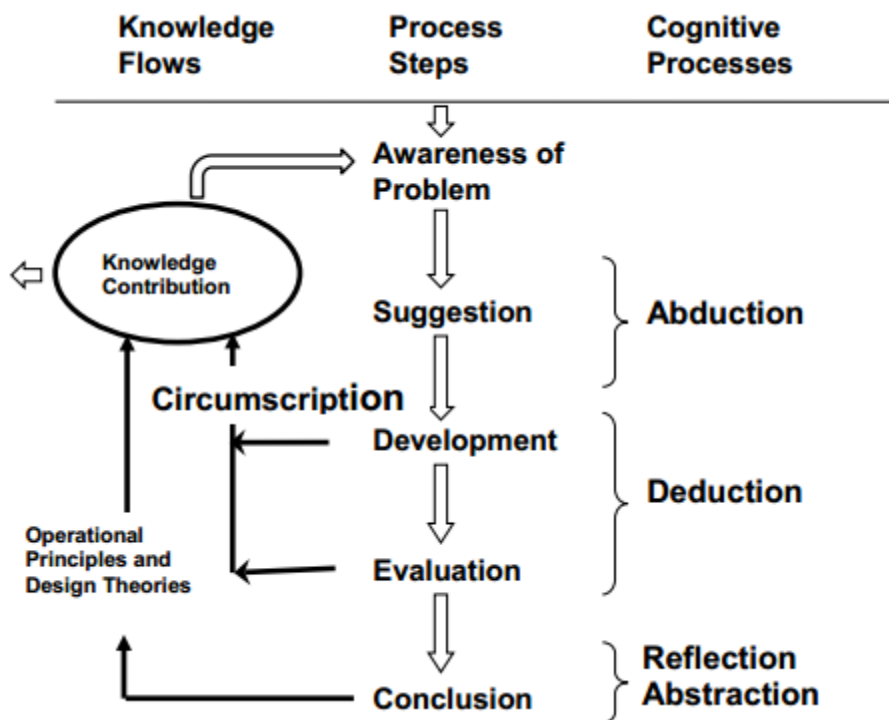 Knowledge
Flows
Process
Steps
Cognitive
Processes
Awareness of
Problem
Knowledge
Contribution
Suggestion
Abduction
Circumscription
Development
Deduction
Operational
Principles and
Design Theories
Evaluation
Reflection
Abstraction
Conclusion